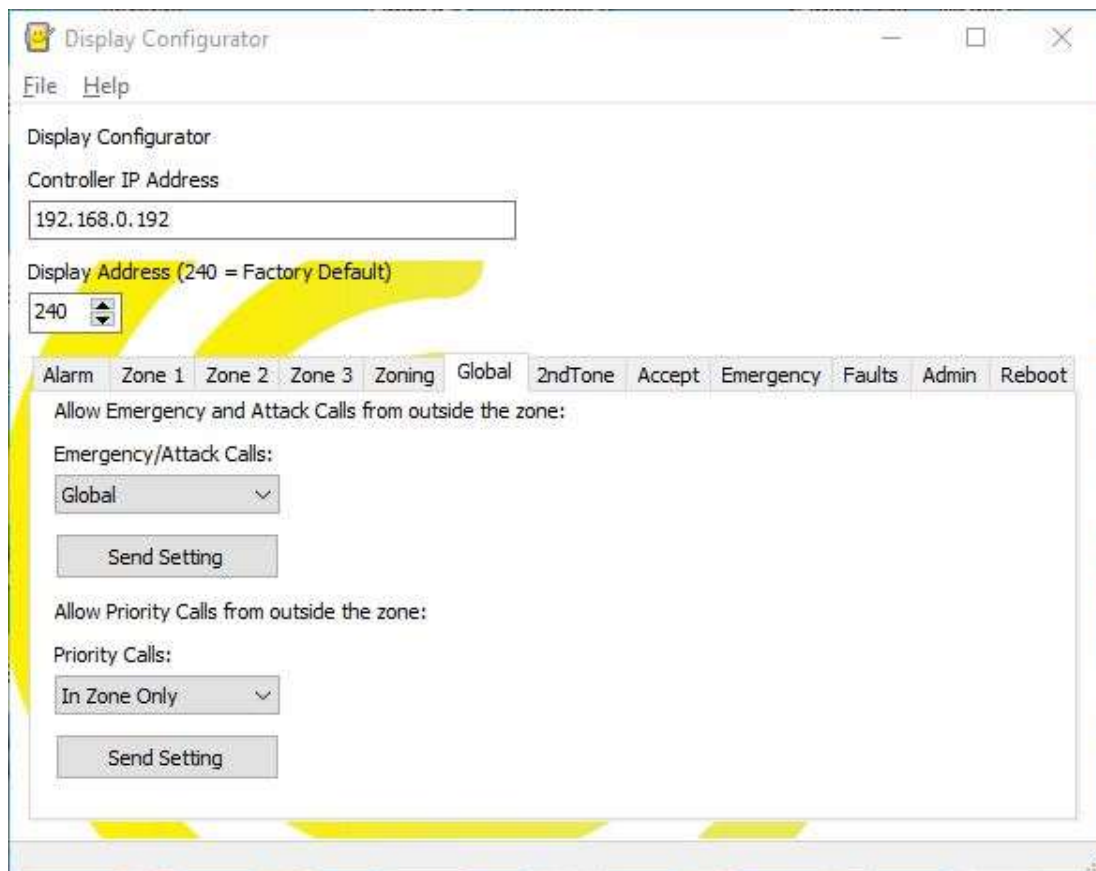 Display Configurator
File Help
Display Configurator
Controller IP Address
192.168.0.192
Display Address (240 = Factory Default)
240
Alarm Zone 1 Zone 2 Zone 3 Zoning Global 2ndTone Accept Emergency Faults Admin Reboot
Allow Emergency and Attack Calls from outside the zone:
Emergency/Attack Calls:
Global
Send Setting
Allow Priority Calls from outside the zone:
Priority Calls:
In Zone Only
Send Setting